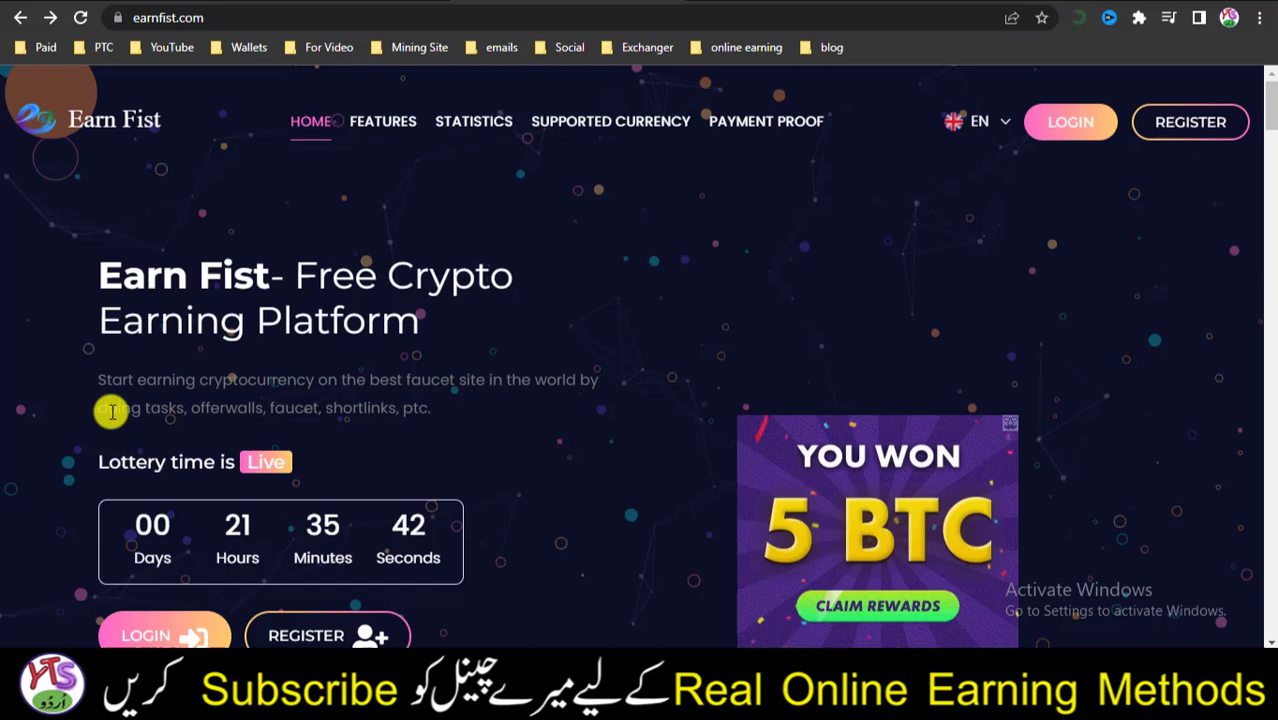 earnfist.com
Paid PTC YouTube Wallets For Video Mining Site emails Social Exchanger online earning blog
Earn Fist HOME FEATURES STATISTICS SUPPORTED CURRENCY PAYMENT PROOF EN LOGIN REGISTER
Earn Fist- Free Crypto
Earning Platform
Start earning cryptocurrency on the best faucet site in the world by
doing tasks, offerwalls, faucet, shortlinks, ptc.
Lottery time is Live
00 21 35 42
Days Hours Minutes Seconds
LOGIN REGISTER
YOU WON
5 BTC
CLAIM REWARDS
Activate Windows
Go to Settings to activate Windows.
YTS
اردو
Real Online Earning Methods کے لیے میرے چینل کو Subscribe کریں